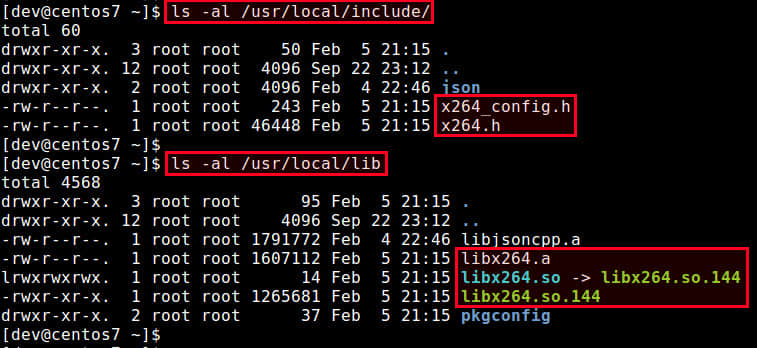 [dev@centos7 ~]$ ls -al /usr/local/include/
total 60
drwxr-xr-x.  3 root root    50 Feb  5 21:15 .
drwxr-xr-x. 12 root root  4096 Sep 22 23:12 ..
drwxr-xr-x.  2 root root  4096 Feb  4 22:46 json
-rw-r--r--.  1 root root   243 Feb  5 21:15 x264_config.h
-rw-r--r--.  1 root root 46448 Feb  5 21:15 x264.h
[dev@centos7 ~]$
[dev@centos7 ~]$ ls -al /usr/local/lib
total 4568
drwxr-xr-x.  3 root root      95 Feb  5 21:15 .
drwxr-xr-x. 12 root root    4096 Sep 22 23:12 ..
-rw-r--r--.  1 root root 1791772 Feb  4 22:46 libjsoncpp.a
-rw-r--r--.  1 root root 1607112 Feb  5 21:15 libx264.a
lrwxrwxrwx.  1 root root      14 Feb  5 21:15 libx264.so -> libx264.so.144
-rwxr-xr-x.  1 root root 1265681 Feb  5 21:15 libx264.so.144
drwxr-xr-x.  2 root root      37 Feb  5 21:15 pkgconfig
[dev@centos7 ~]$